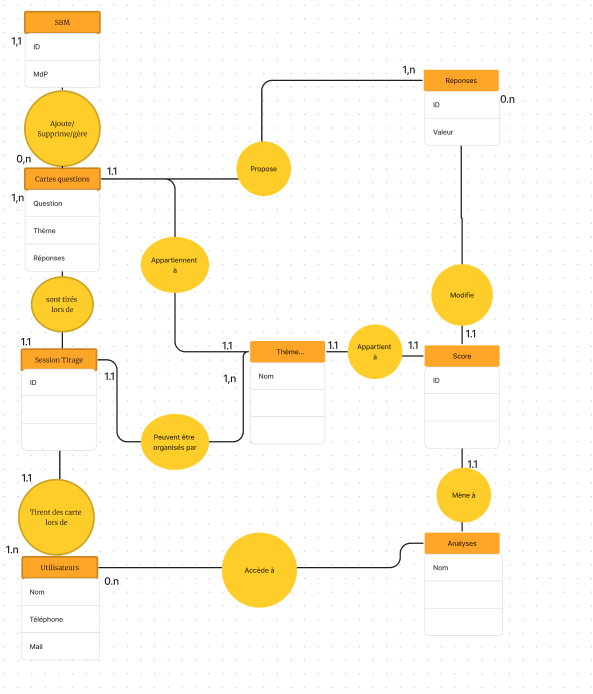 SBM
1,1
ID
MdP
Ajoute/
Supprime/gère
0,n
Cartes questions
1.1
1,n
Question
Thème
Réponses
Propose
1,n
Réponses
0.n
ID
Valeur
Appartiennent
à
sont tirés
lors de
Modifie
1.1
Session Tirage
1.1
ID
1.1
Thème...
1.1
Nom
1,n
Appartient
à
1.1
1.1
Score
ID
Peuvent être
organisés par
1.1
Mène à
1.1
Tirent des carte
lors de
1.n
Utilisateurs
0.n
Nom
Téléphone
Mail
Accède à
Analyses
Nom